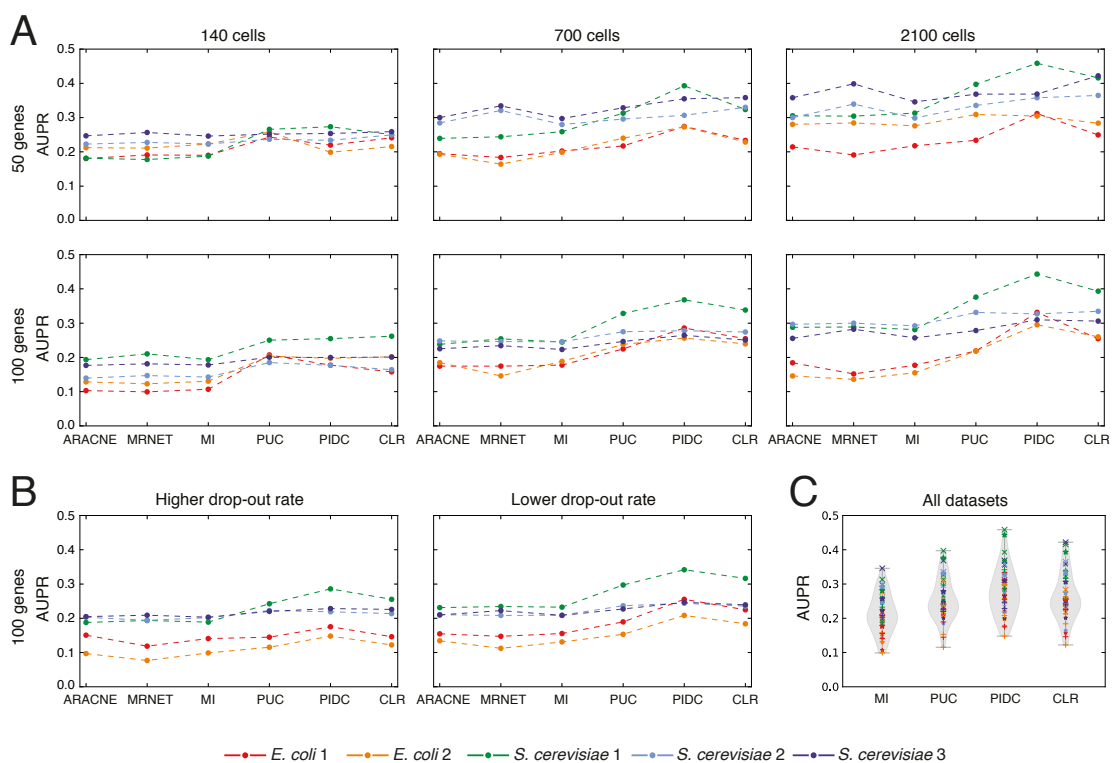 A
140 cells
700 cells
2100 cells
50 genes
AUPR
0.5
0.4
0.3
0.2
0.1
0.0
100 genes
AUPR
0.5
0.4
0.3
0.2
0.1
0.0
ARACNE MRNET MI PUC PIDC CLR
ARACNE MRNET MI PUC PIDC CLR
ARACNE MRNET MI PUC PIDC CLR
B
Higher drop-out rate
Lower drop-out rate
100 genes
AUPR
0.5
0.4
0.3
0.2
0.1
0.0
ARACNE MRNET MI PUC PIDC CLR
ARACNE MRNET MI PUC PIDC CLR
C
All datasets
AUPR
0.5
0.4
0.3
0.2
0.1
0.0
MI PUC PIDC CLR
E. coli 1 E. coli 2 S. cerevisiae 1 S. cerevisiae 2 S. cerevisiae 3